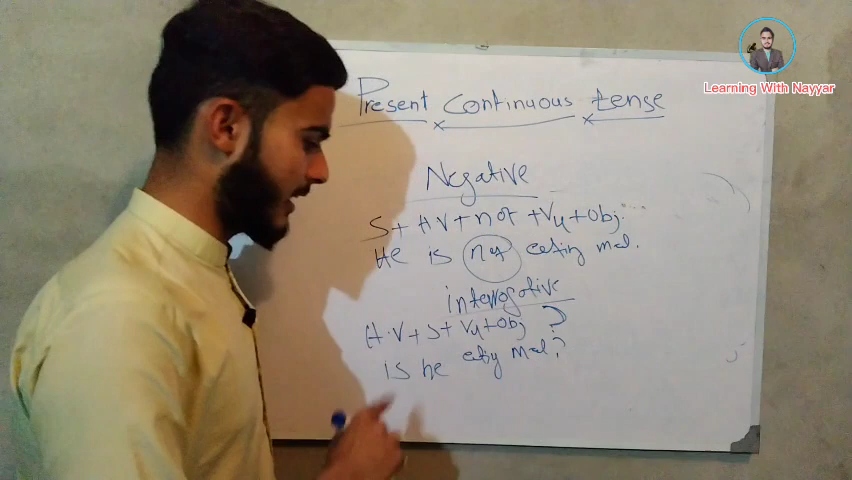 Learning With Nayyar
Present Continuous tense
Negative
S + H V + not + V4 + obj.
He is not eating meal.
interrogative
H.V + S + V4 + obj ?
is he eating meal ?